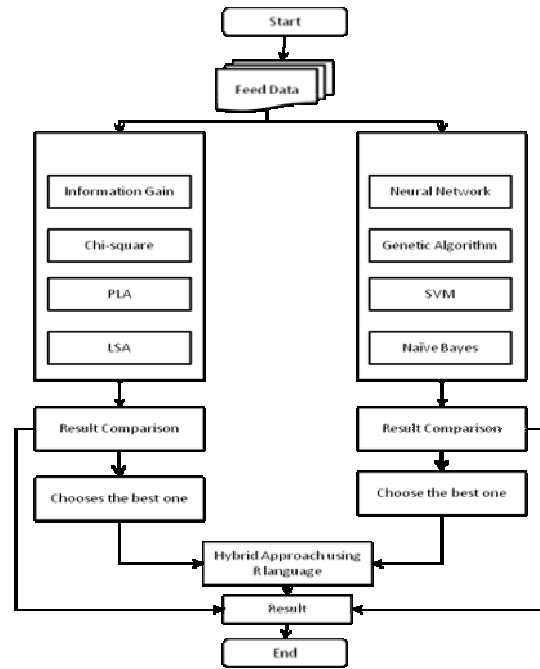 Start
Feed Data
Information Gain
Chi-square
PLA
LSA
Result Comparison
Chooses the best one
Neural Network
Genetic Algorithm
SVM
Naïve Bayes
Result Comparison
Choose the best one
Hybrid Approach using
R language
Result
End